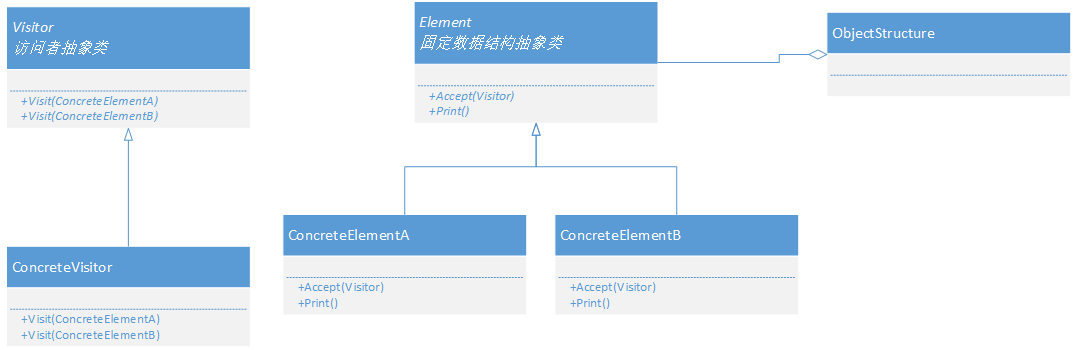 Visitor
访问者抽象类
+Visit(ConcreteElementA)
+Visit(ConcreteElementB)
Element
固定数据结构抽象类
+Accept(Visitor)
+Print()
ObjectStructure
ConcreteVisitor
+Visit(ConcreteElementA)
+Visit(ConcreteElementB)
ConcreteElementA
+Accept(Visitor)
+Print()
ConcreteElementB
+Accept(Visitor)
+Print()